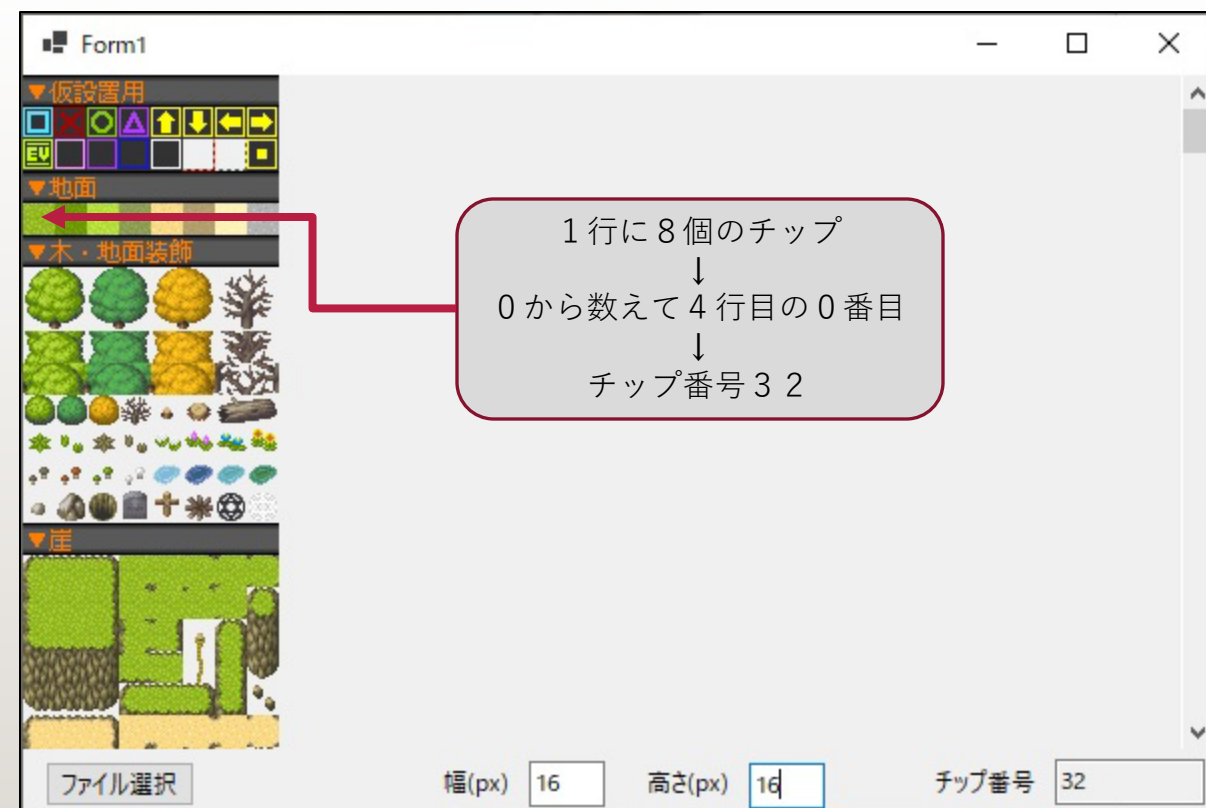 Form1
▼仮設置用
EV
▼地面
▼木・地面装飾
▼崖
１行に８個のチップ
↓
０から数えて４行目の０番目
↓
チップ番号３２
ファイル選択
幅(px) 16
高さ(px) 16
チップ番号 32